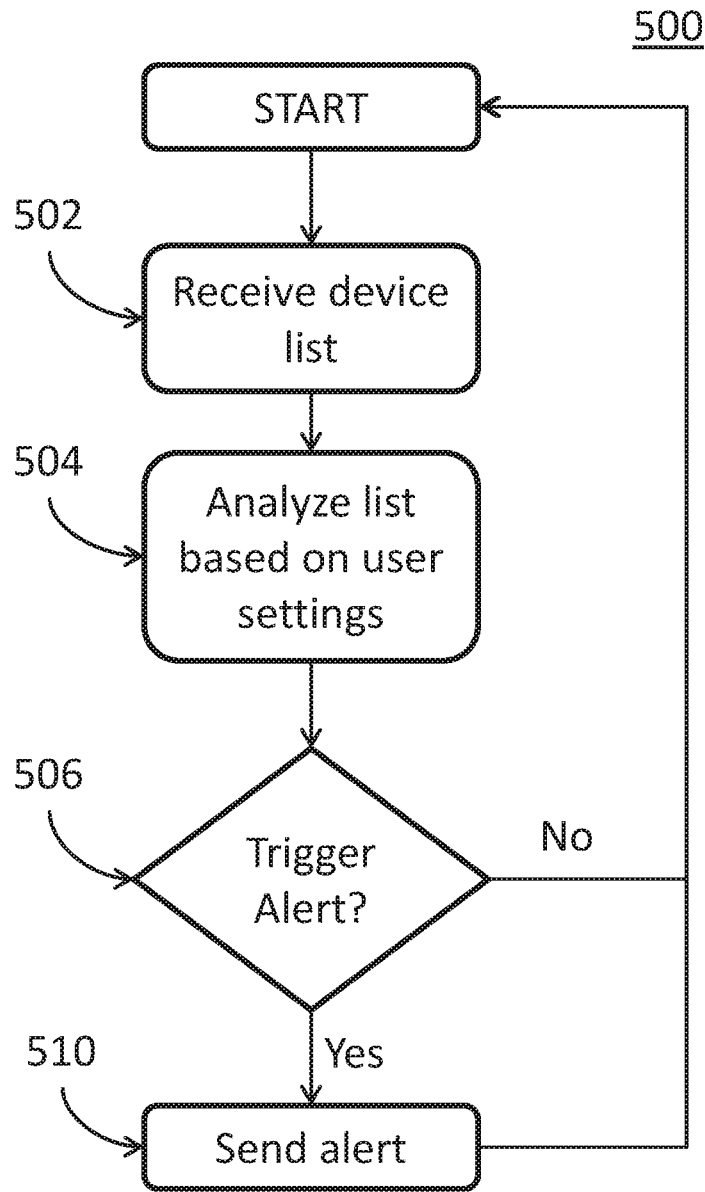 500
START
502
Receive device
list
504
Analyze list
based on user
settings
506
Trigger
Alert?
No
Yes
510
Send alert